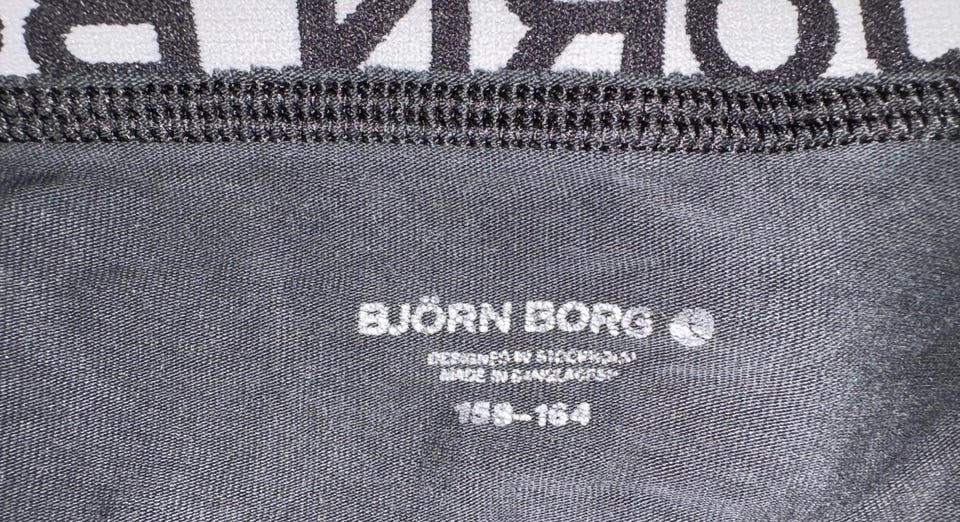 BJÖRN BORG
DESIGNED IN STOCKHOLM
MADE IN BANGLADESH
158-164